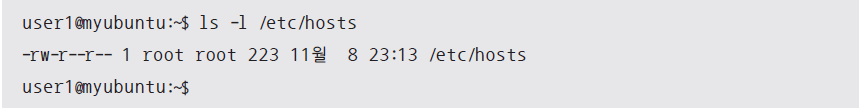 user1@myubuntu:~$ ls -l /etc/hosts
-rw-r--r-- 1 root root 223 11월  8 23:13 /etc/hosts
user1@myubuntu:~$